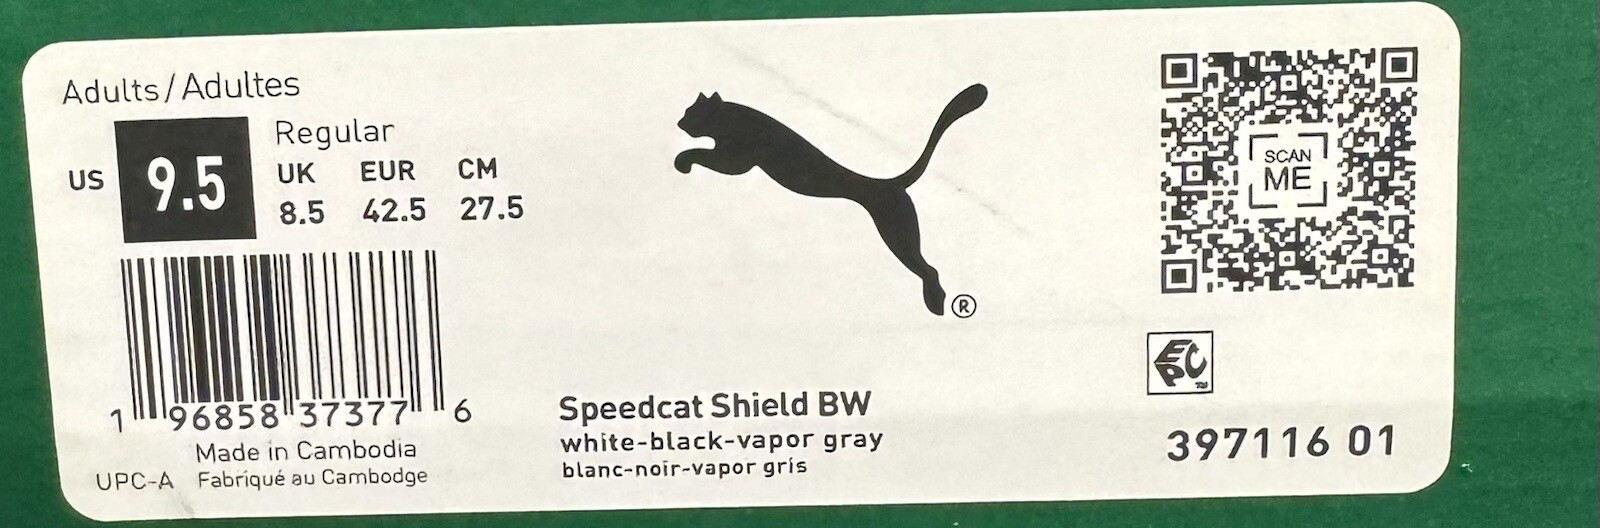 Adults / Adultes
US 9.5
Regular
UK EUR CM
8.5 42.5 27.5
1 96858 37377 6
Made in Cambodia
UPC-A Fabriqué au Cambodge
®
Speedcat Shield BW
white-black-vapor gray
blanc-noir-vapor gris
SCAN
ME
EPC™
397116 01